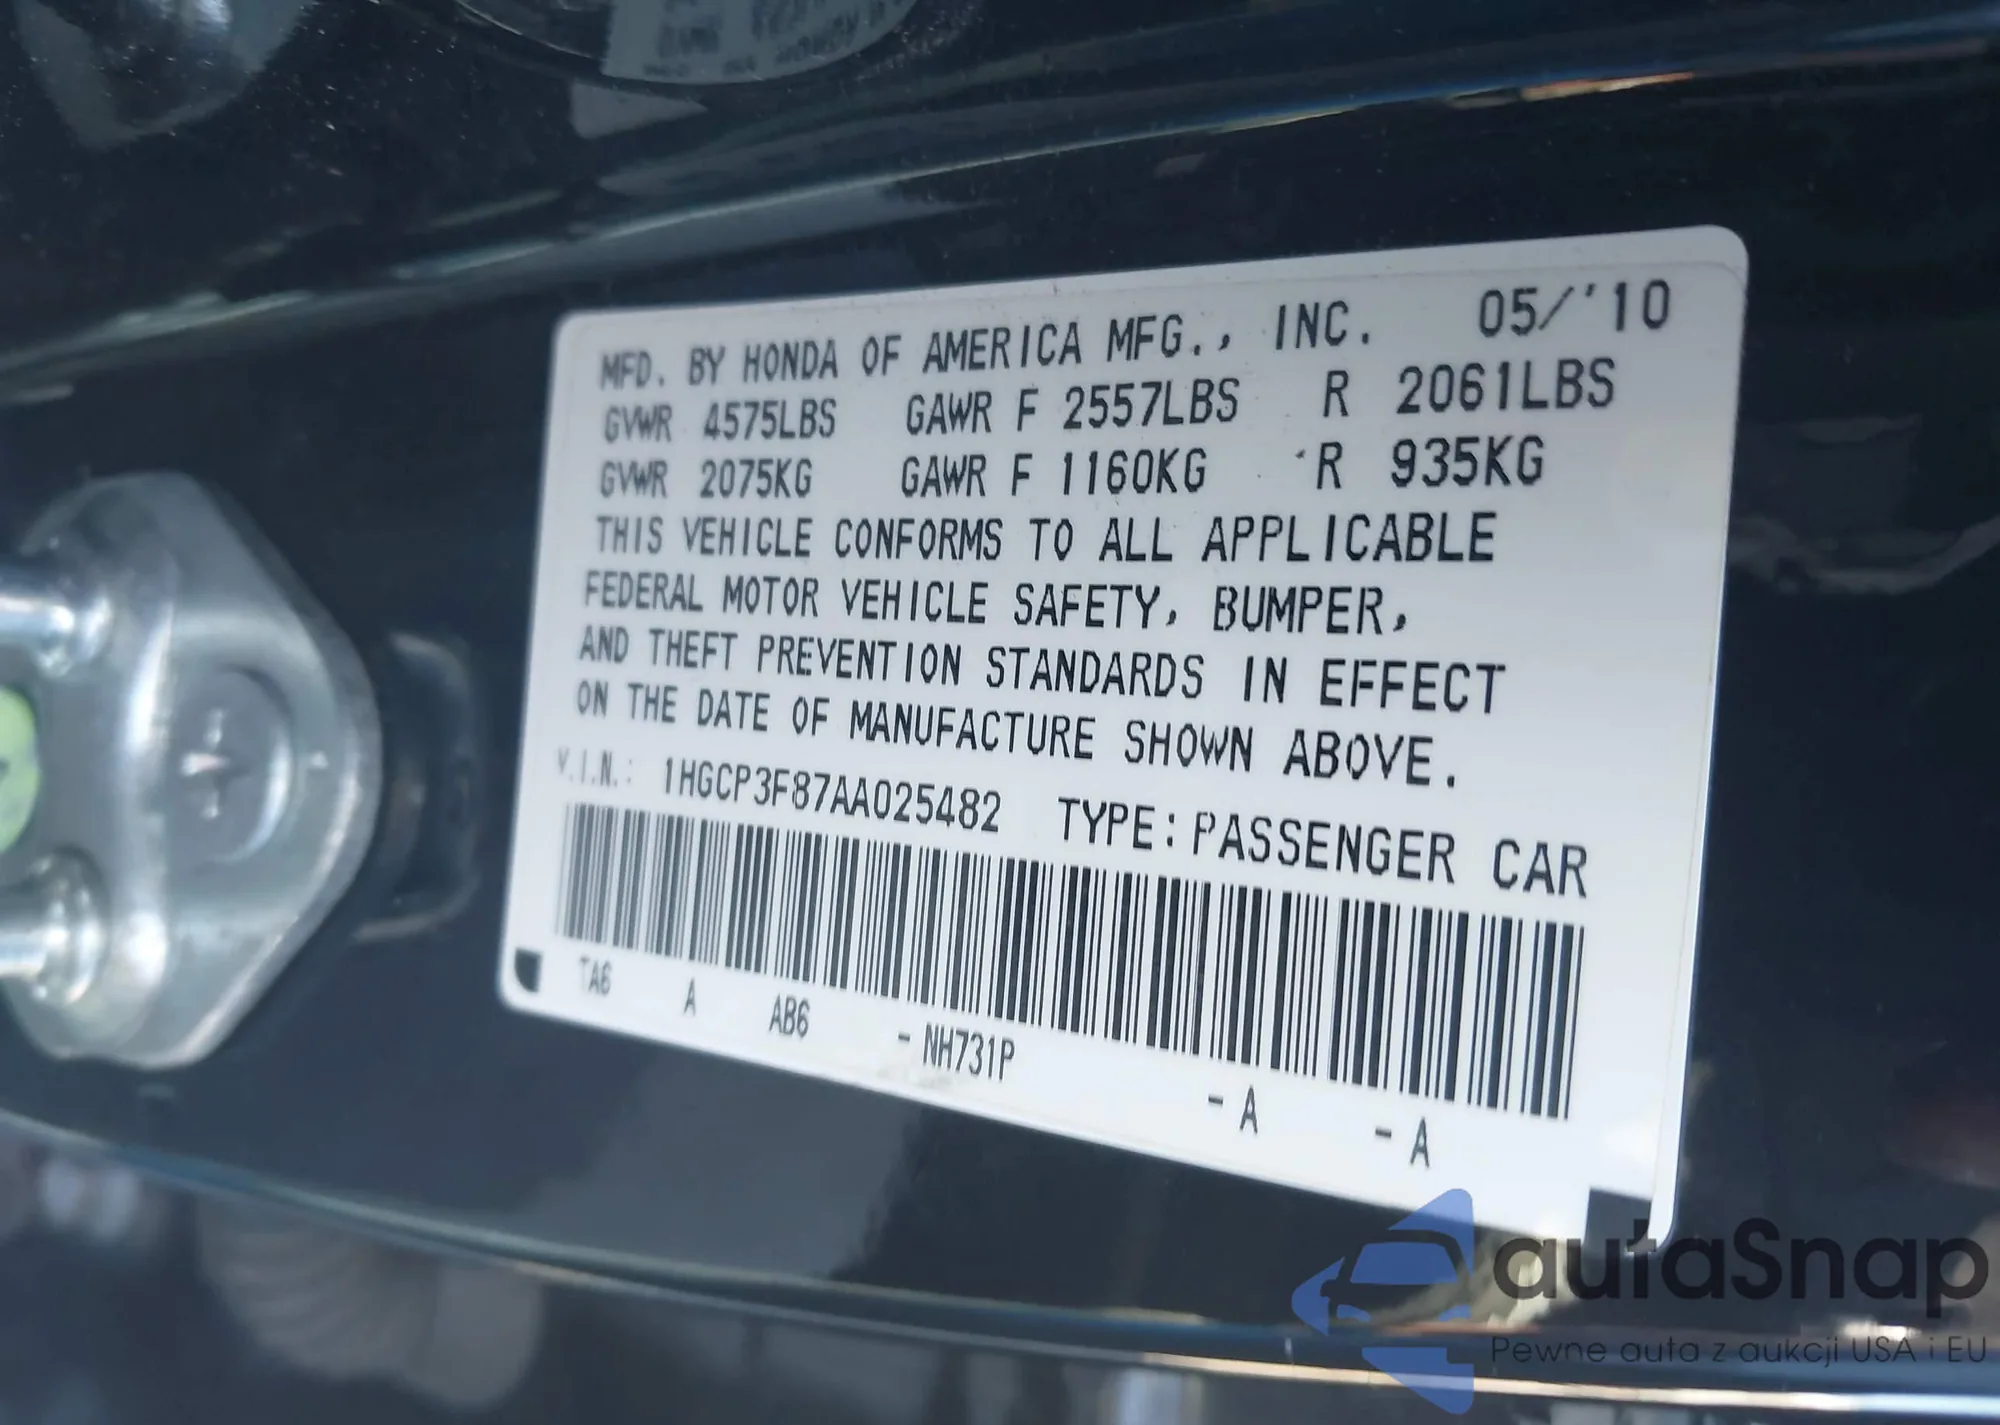 MFD. BY HONDA OF AMERICA MFG., INC. 05/'10
GVWR 4575LBS GAWR F 2557LBS R 2061LBS
GVWR 2075KG GAWR F 1160KG R 935KG
THIS VEHICLE CONFORMS TO ALL APPLICABLE
FEDERAL MOTOR VEHICLE SAFETY, BUMPER,
AND THEFT PREVENTION STANDARDS IN EFFECT
ON THE DATE OF MANUFACTURE SHOWN ABOVE.
V.I.N.: 1HGCP3F87AA025482 TYPE: PASSENGER CAR
TA6 A AB6 - NH731P - A - A
autaSnap
Pewne auta z aukcji USA i EU